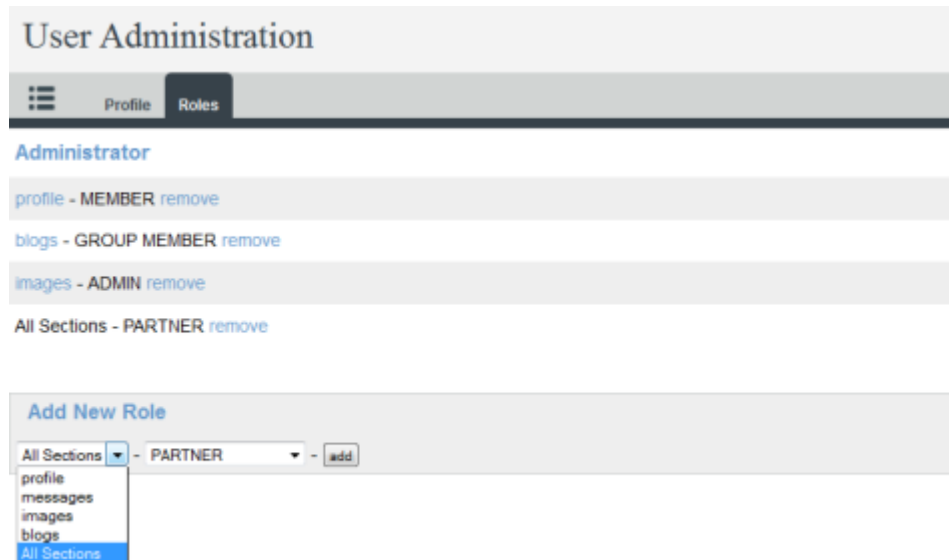 User Administration
Profile Roles
Administrator
profile - MEMBER remove
blogs - GROUP MEMBER remove
images - ADMIN remove
All Sections - PARTNER remove
Add New Role
All Sections - PARTNER - add
profile
messages
images
blogs
All Sections